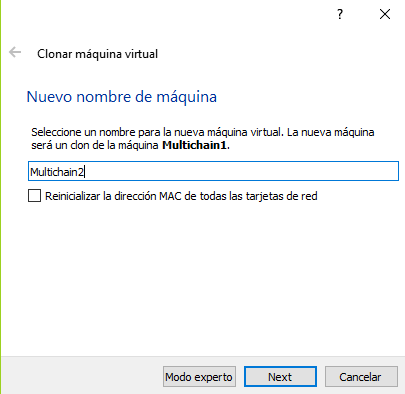 ?
Clonar máquina virtual
Nuevo nombre de máquina
Seleccione un nombre para la nueva máquina virtual. La nueva máquina
será un clon de la máquina Multichain1.
Multichain2
Reinicializar la dirección MAC de todas las tarjetas de red
Modo experto Next Cancelar